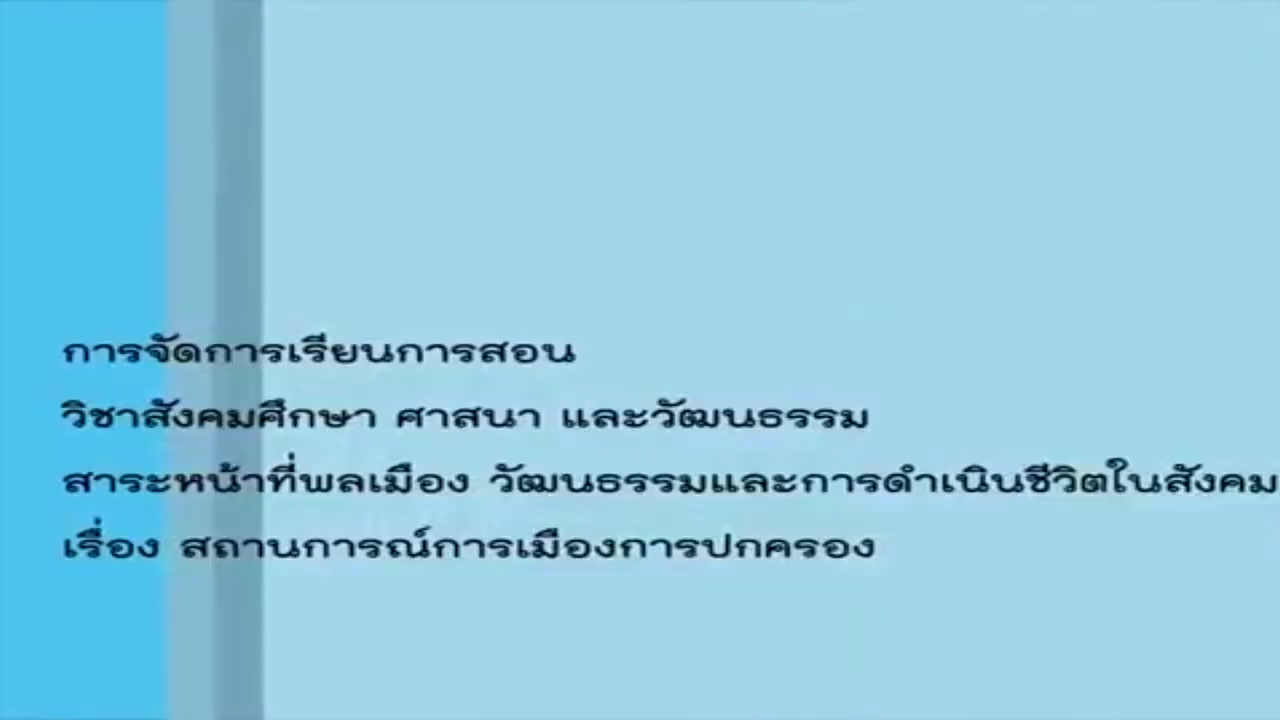 การจัดการเรียนการสอน
วิชาสังคมศึกษา ศาสนา และวัฒนธรรม
สาระหน้าที่พลเมือง วัฒนธรรมและการดำเนินชีวิตในสังคม
เรื่อง สถานการณ์การเมืองการปกครอง